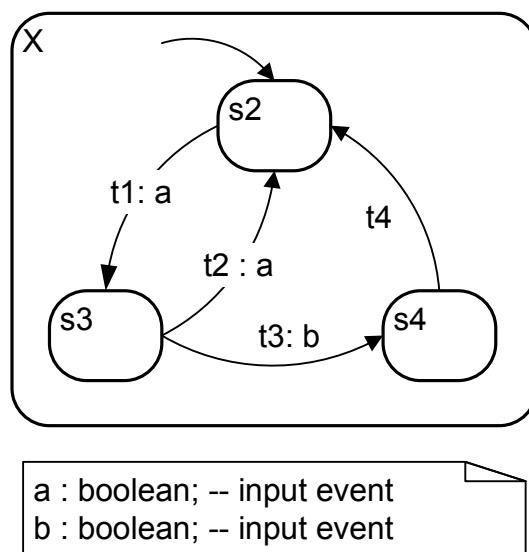 X
s2
t1: a
t4
t2 : a
s3
s4
t3: b
a : boolean; -- input event
b : boolean; -- input event